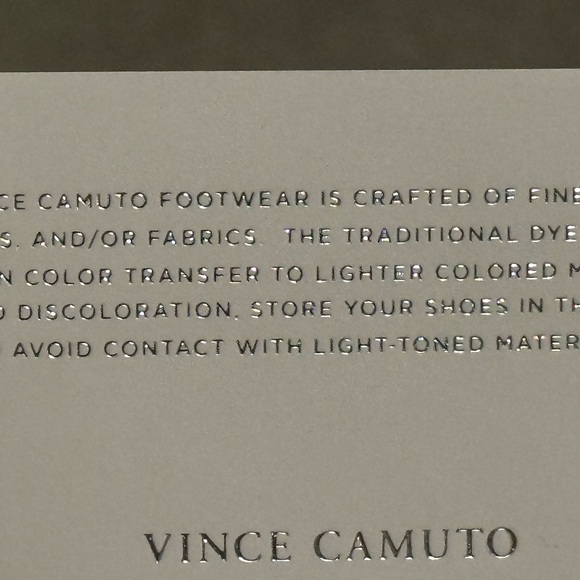 CE CAMUTO FOOTWEAR IS CRAFTED OF FINE
S, AND/OR FABRICS. THE TRADITIONAL DYE
N COLOR TRANSFER TO LIGHTER COLORED M
DISCOLORATION, STORE YOUR SHOES IN TH
AVOID CONTACT WITH LIGHT-TONED MATER
VINCE CAMUTO